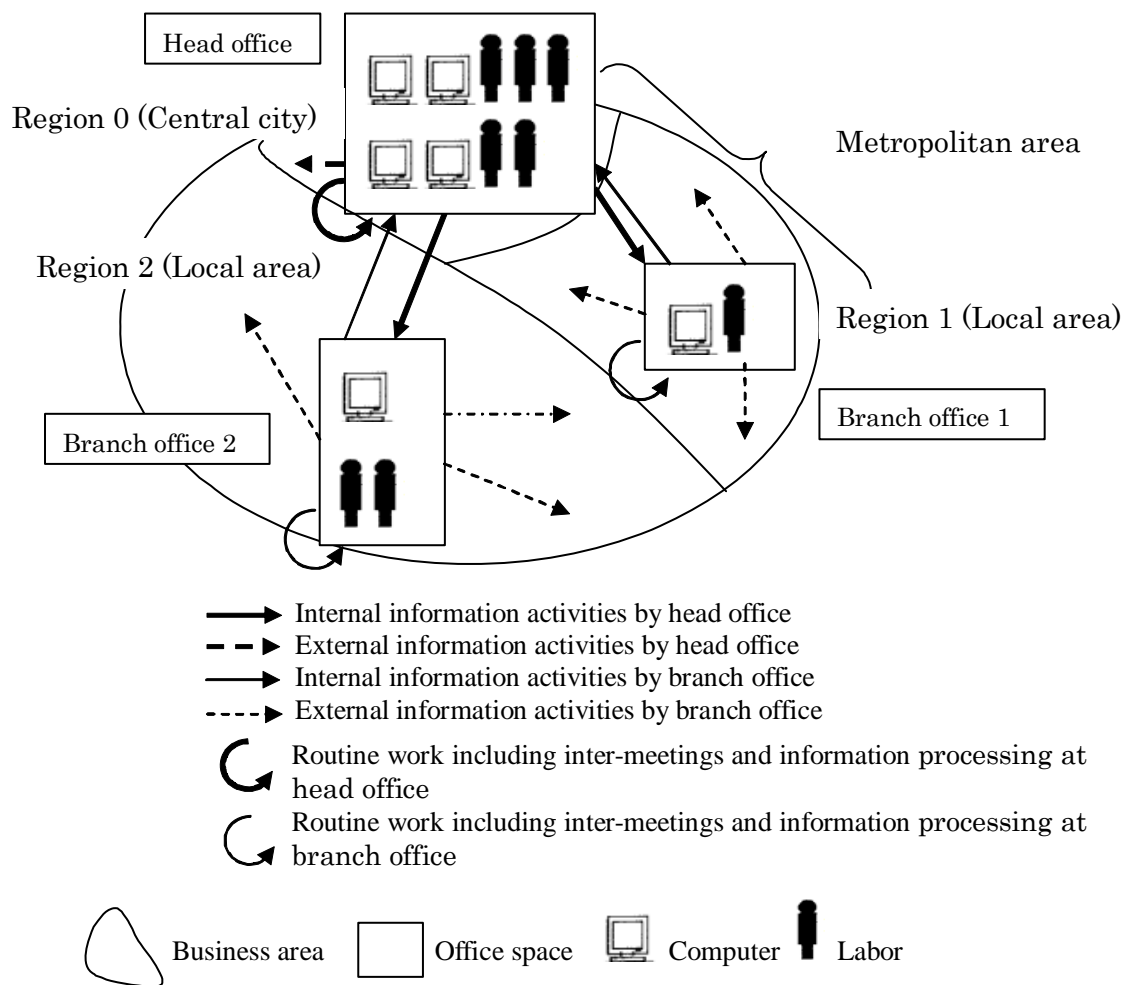 Head office
Region 0 (Central city)
Metropolitan area
Region 2 (Local area)
Region 1 (Local area)
Branch office 1
Branch office 2
Internal information activities by head office
External information activities by head office
Internal information activities by branch office
External information activities by branch office
Routine work including inter-meetings and information processing at
head office
Routine work including inter-meetings and information processing at
branch office
Business area
Office space
Computer
Labor